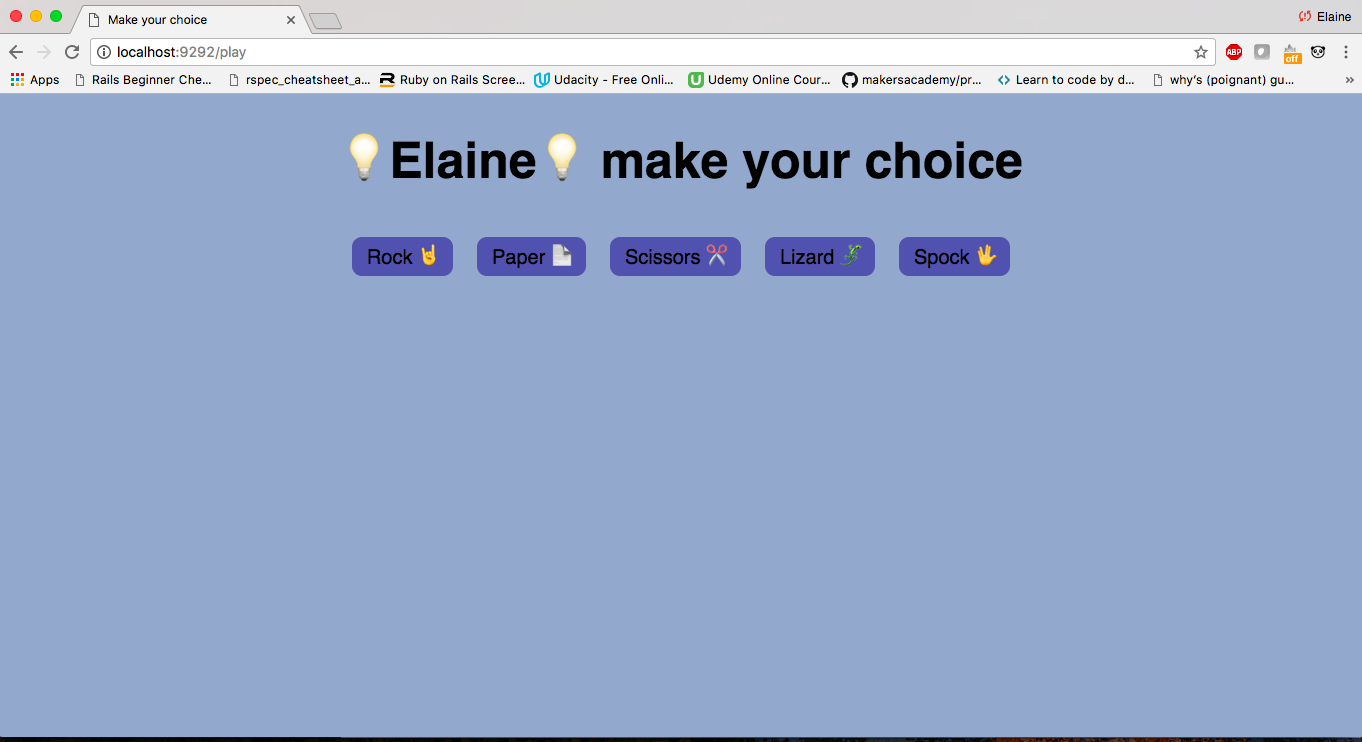 Make your choice
Elaine
localhost:9292/play
ABP
off
Apps Rails Beginner Che... rspec_cheatsheet_a... Ruby on Rails Scree... Udacity - Free Onli... Udemy Online Cour... makersacademy/pr... Learn to code by d... why's (poignant) gu...
💡Elaine💡 make your choice
Rock 🤘 Paper 📄 Scissors ✂️ Lizard 🦎 Spock 🖖